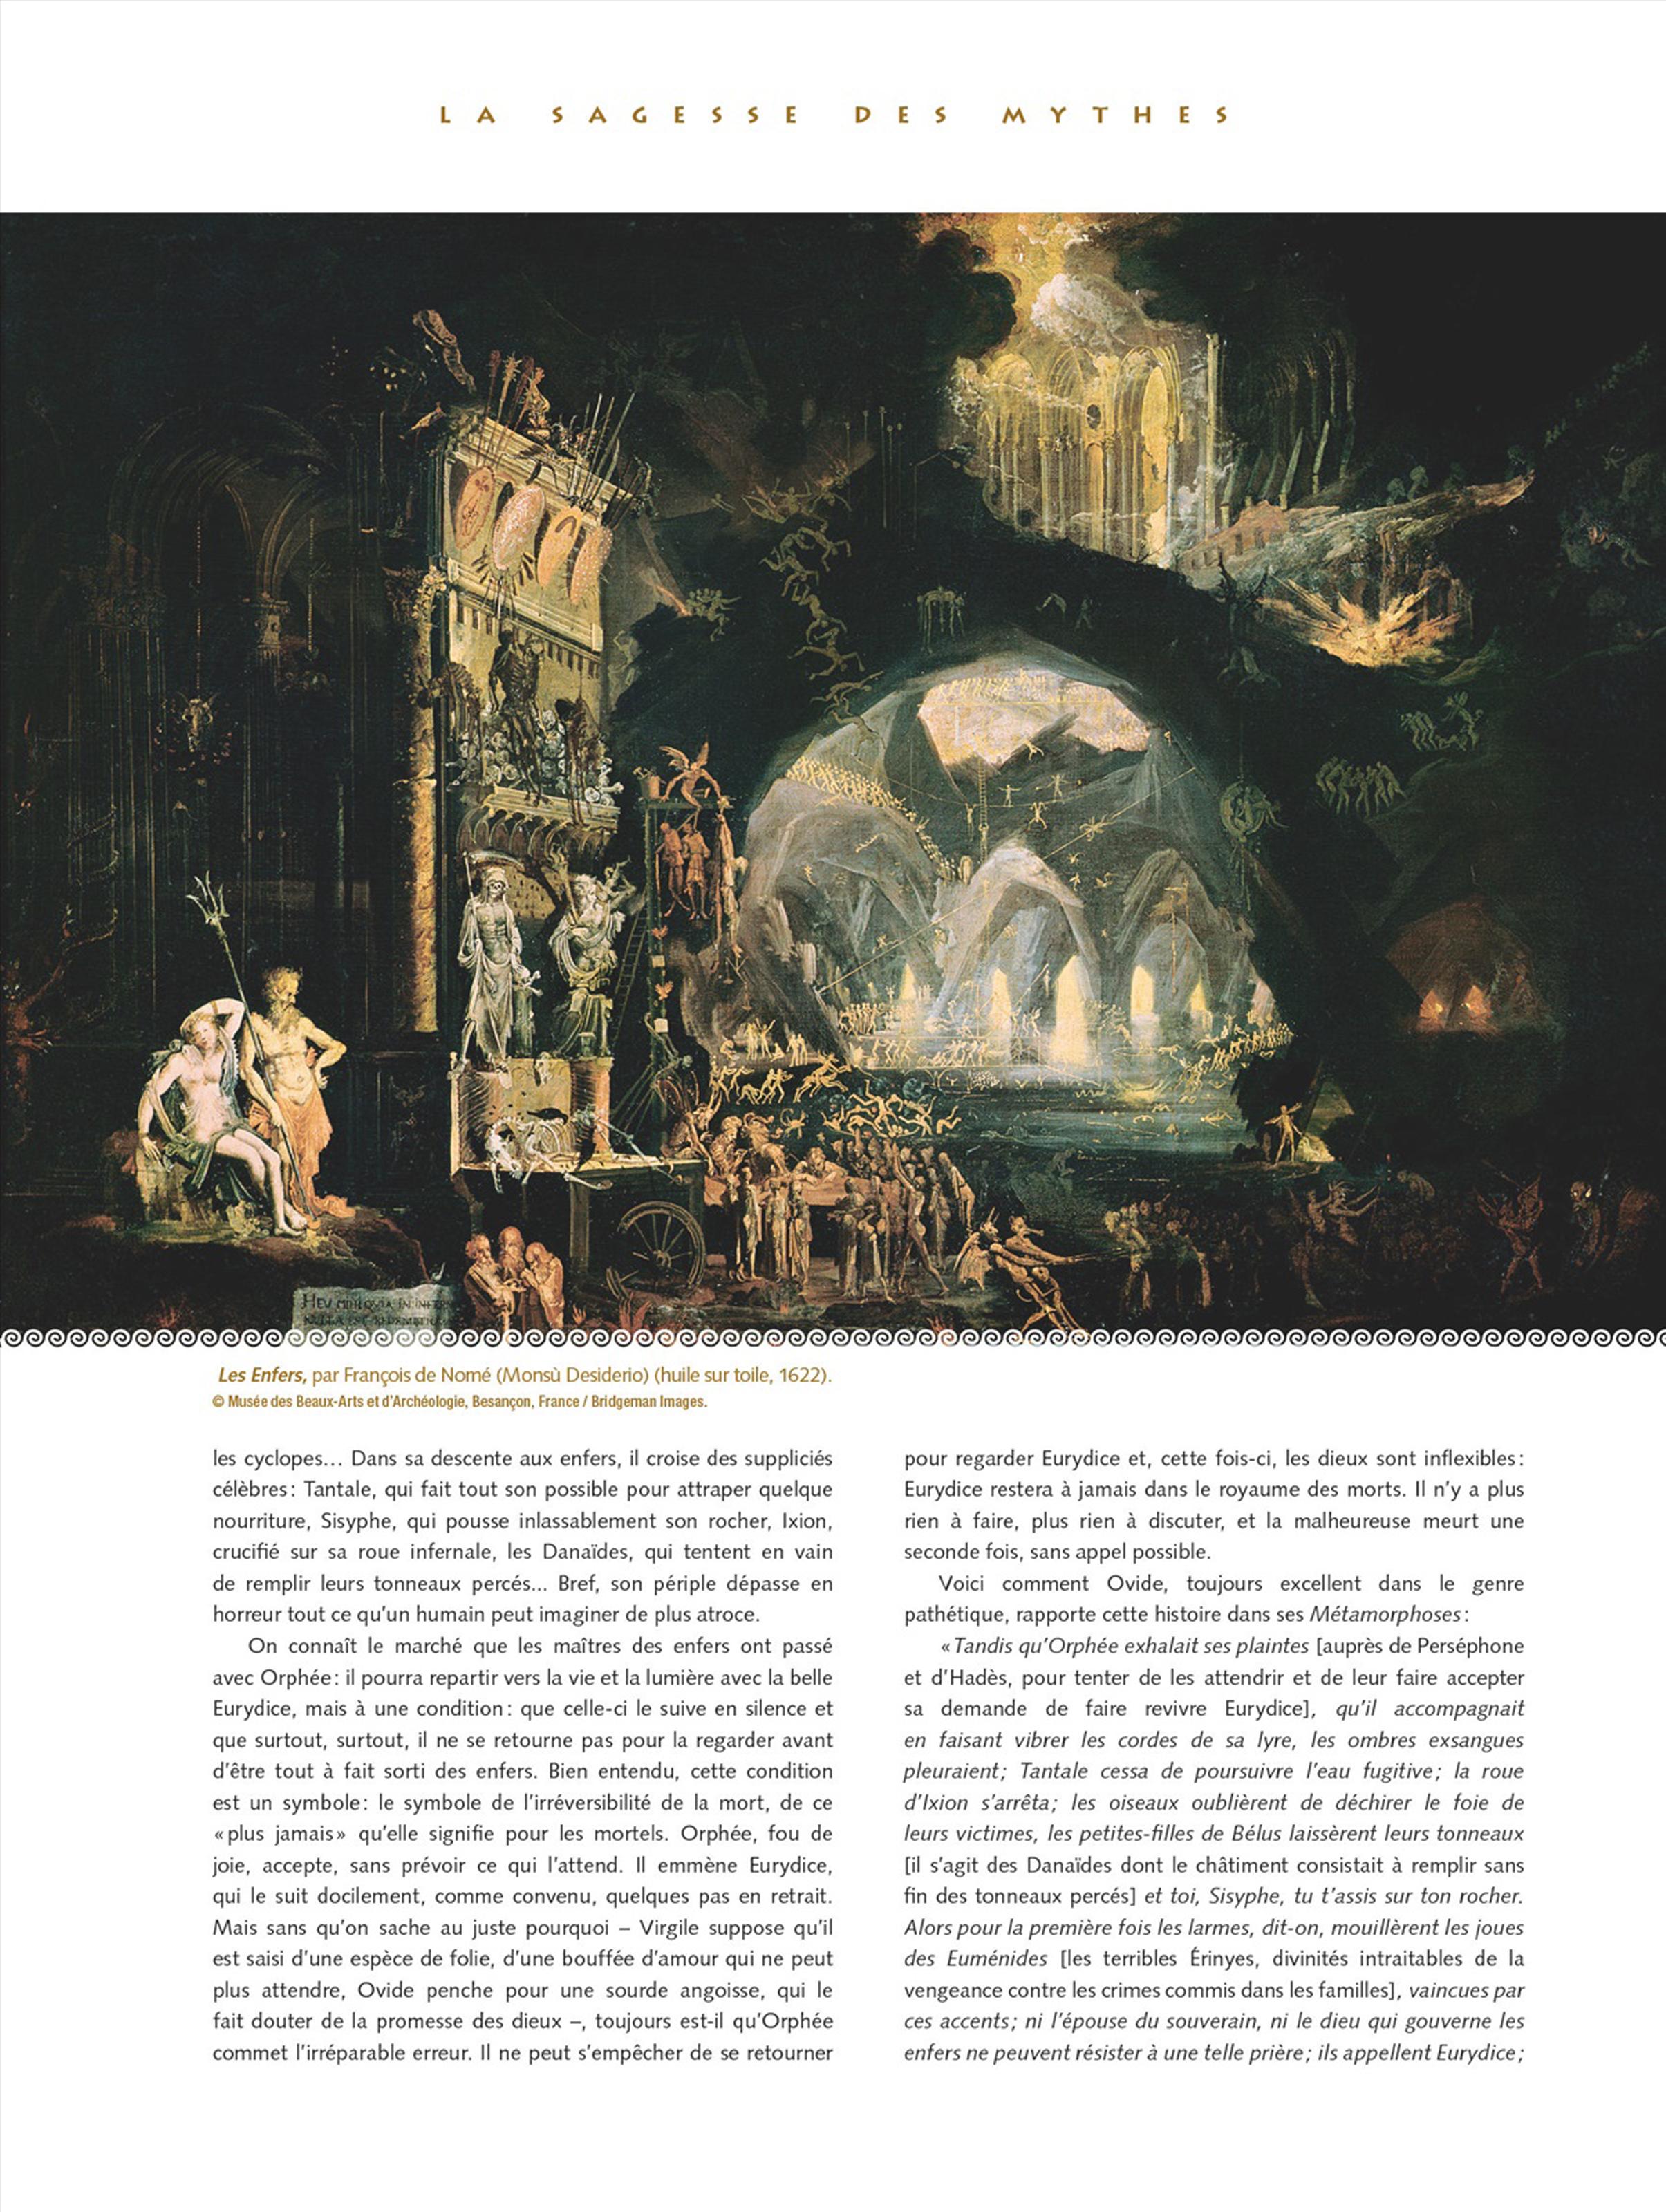 LA SAGESSE DES MYTHES
HEU MIHI QVIA IN INFERN
NULLA EST REDEMPTIO
Les Enfers, par François de Nomé (Monsù Desiderio) (huile sur toile, 1622).
© Musée des Beaux-Arts et d'Archéologie, Besançon, France / Bridgeman Images.
les cyclopes… Dans sa descente aux enfers, il croise des suppliciés
célèbres : Tantale, qui fait tout son possible pour attraper quelque
nourriture, Sisyphe, qui pousse inlassablement son rocher, Ixion,
crucifié sur sa roue infernale, les Danaïdes, qui tentent en vain
de remplir leurs tonneaux percés... Bref, son périple dépasse en
horreur tout ce qu'un humain peut imaginer de plus atroce.
On connaît le marché que les maîtres des enfers ont passé
avec Orphée : il pourra repartir vers la vie et la lumière avec la belle
Eurydice, mais à une condition : que celle-ci le suive en silence et
que surtout, surtout, il ne se retourne pas pour la regarder avant
d'être tout à fait sorti des enfers. Bien entendu, cette condition
est un symbole : le symbole de l'irréversibilité de la mort, de ce
« plus jamais » qu'elle signifie pour les mortels. Orphée, fou de
joie, accepte, sans prévoir ce qui l'attend. Il emmène Eurydice,
qui le suit docilement, comme convenu, quelques pas en retrait.
Mais sans qu'on sache au juste pourquoi – Virgile suppose qu'il
est saisi d'une espèce de folie, d'une bouffée d'amour qui ne peut
plus attendre, Ovide penche pour une sourde angoisse, qui le
fait douter de la promesse des dieux –, toujours est-il qu'Orphée
commet l'irréparable erreur. Il ne peut s'empêcher de se retourner
pour regarder Eurydice et, cette fois-ci, les dieux sont inflexibles :
Eurydice restera à jamais dans le royaume des morts. Il n'y a plus
rien à faire, plus rien à discuter, et la malheureuse meurt une
seconde fois, sans appel possible.
Voici comment Ovide, toujours excellent dans le genre
pathétique, rapporte cette histoire dans ses Métamorphoses :
« Tandis qu'Orphée exhalait ses plaintes [auprès de Perséphone
et d'Hadès, pour tenter de les attendrir et de leur faire accepter
sa demande de faire revivre Eurydice], qu'il accompagnait
en faisant vibrer les cordes de sa lyre, les ombres exsangues
pleuraient ; Tantale cessa de poursuivre l'eau fugitive ; la roue
d'Ixion s'arrêta ; les oiseaux oublièrent de déchirer le foie de
leurs victimes, les petites-filles de Bélus laissèrent leurs tonneaux
[il s'agit des Danaïdes dont le châtiment consistait à remplir sans
fin des tonneaux percés] et toi, Sisyphe, tu t'assis sur ton rocher.
Alors pour la première fois les larmes, dit-on, mouillèrent les joues
des Euménides [les terribles Érinyes, divinités intraitables de la
vengeance contre les crimes commis dans les familles], vaincues par
ces accents ; ni l'épouse du souverain, ni le dieu qui gouverne les
enfers ne peuvent résister à une telle prière ; ils appellent Eurydice ;